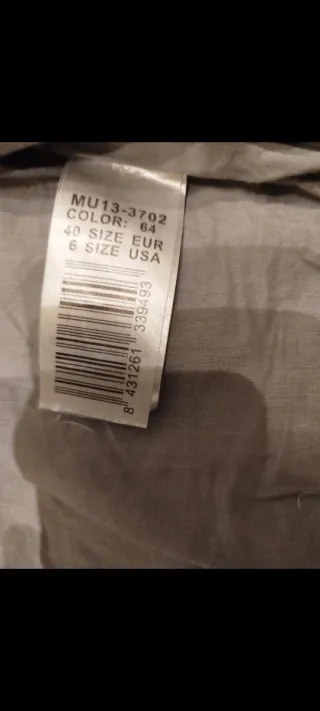 MU13-3702
COLOR: 64
40 SIZE EUR
6 SIZE USA
8 431261 339493